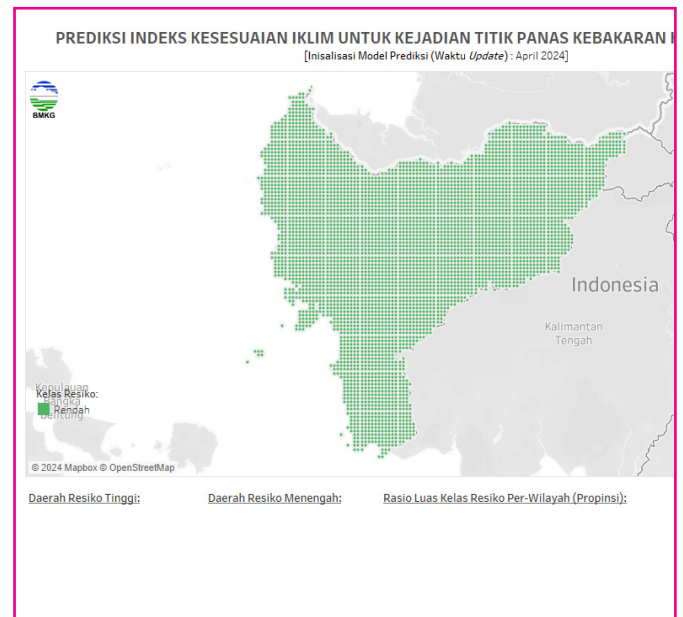 PREDIKSI INDEKS KESESUAIAN IKLIM UNTUK KEJADIAN TITIK PANAS KEBAKARAN
[Inisalisasi Model Prediksi (Waktu Update) : April 2024]
BMKG
Indonesia
Kalimantan
Tengah
Kepulauan
Bangka
Belitung
Kelas Resiko:
Rendah
© 2024 Mapbox © OpenStreetMap
Daerah Resiko Tinggi:
Daerah Resiko Menengah:
Rasio Luas Kelas Resiko Per-Wilayah (Propinsi):